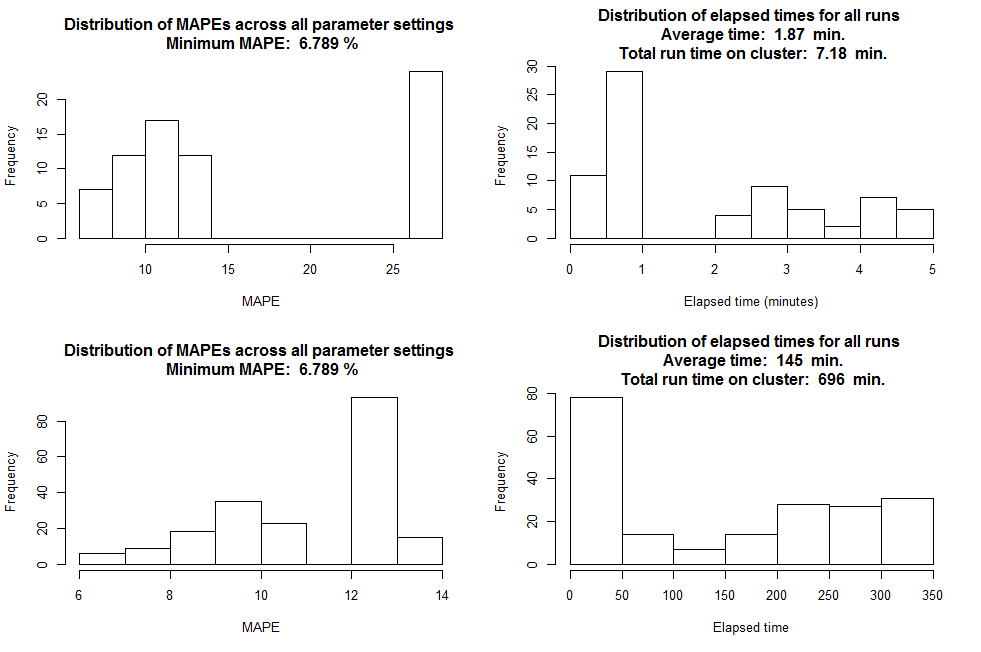 Distribution of MAPEs across all parameter settings
Minimum MAPE:  6.789 %
Frequency
0
5
10
15
20
10
15
20
25
MAPE
Distribution of elapsed times for all runs
Average time:  1.87  min.
Total run time on cluster:  7.18  min.
Frequency
0
5
10
15
20
25
30
0
1
2
3
4
5
Elapsed time (minutes)
Distribution of MAPEs across all parameter settings
Minimum MAPE:  6.789 %
Frequency
0
20
40
60
80
6
8
10
12
14
MAPE
Distribution of elapsed times for all runs
Average time:  145  min.
Total run time on cluster:  696  min.
Frequency
0
20
40
60
80
0
50
100
150
200
250
300
350
Elapsed time